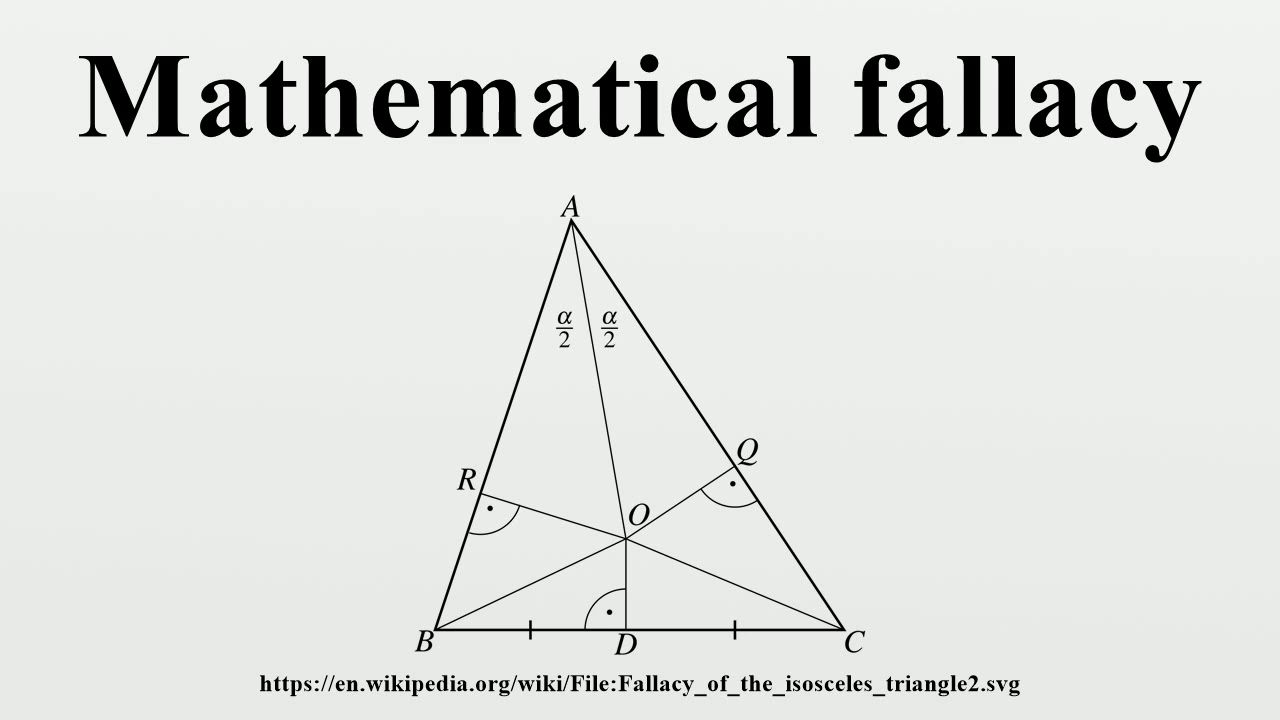 Mathematical fallacy
A
α/2 α/2
R
Q
O
B
D
C
https://en.wikipedia.org/wiki/File:Fallacy_of_the_isosceles_triangle2.svg